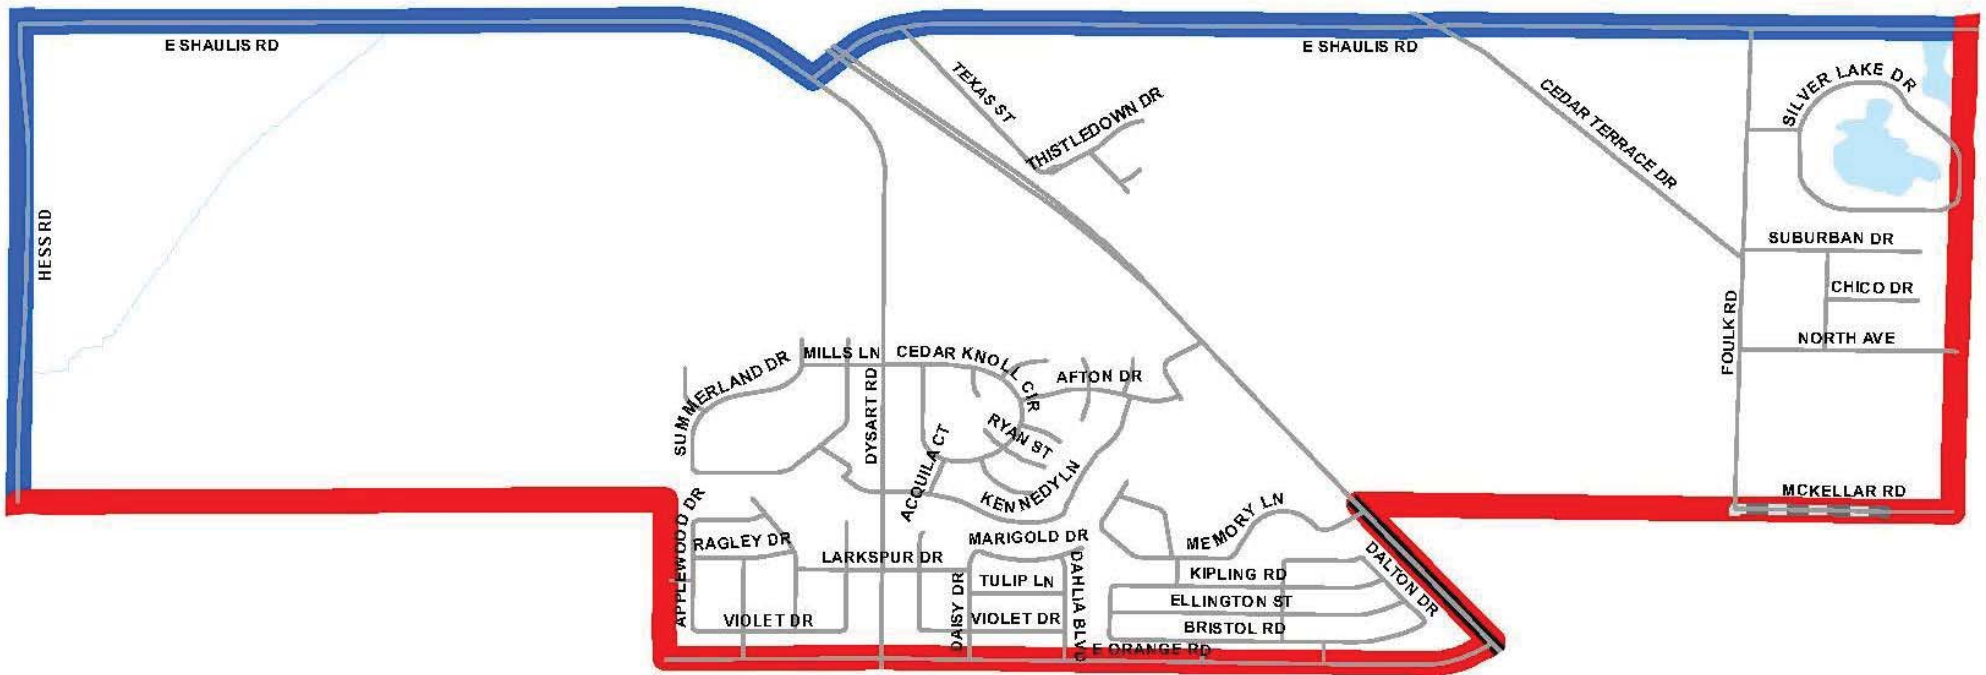 E SHAULIS RD
E SHAULIS RD
HESS RD
TEXAS ST
THISTLEDOWN DR
CEDAR TERRACE DR
SILVER LAKE DR
SUBURBAN DR
CHICO DR
NORTH AVE
FOULK RD
MCKELLAR RD
SUMMERLAND DR
MILLS LN
CEDAR KNOLL CIR
AFTON DR
DYSART RD
RYAN ST
ACQUILA CT
KENNEDY LN
MEMORY LN
APPLEWOOD DR
RAGLEY DR
LARKSPUR DR
MARIGOLD DR
TULIP LN
DAISY DR
DAHLIA BLVD
VIOLET DR
VIOLET DR
KIPLING RD
ELLINGTON ST
BRISTOL RD
DALTON DR
E ORANGE RD